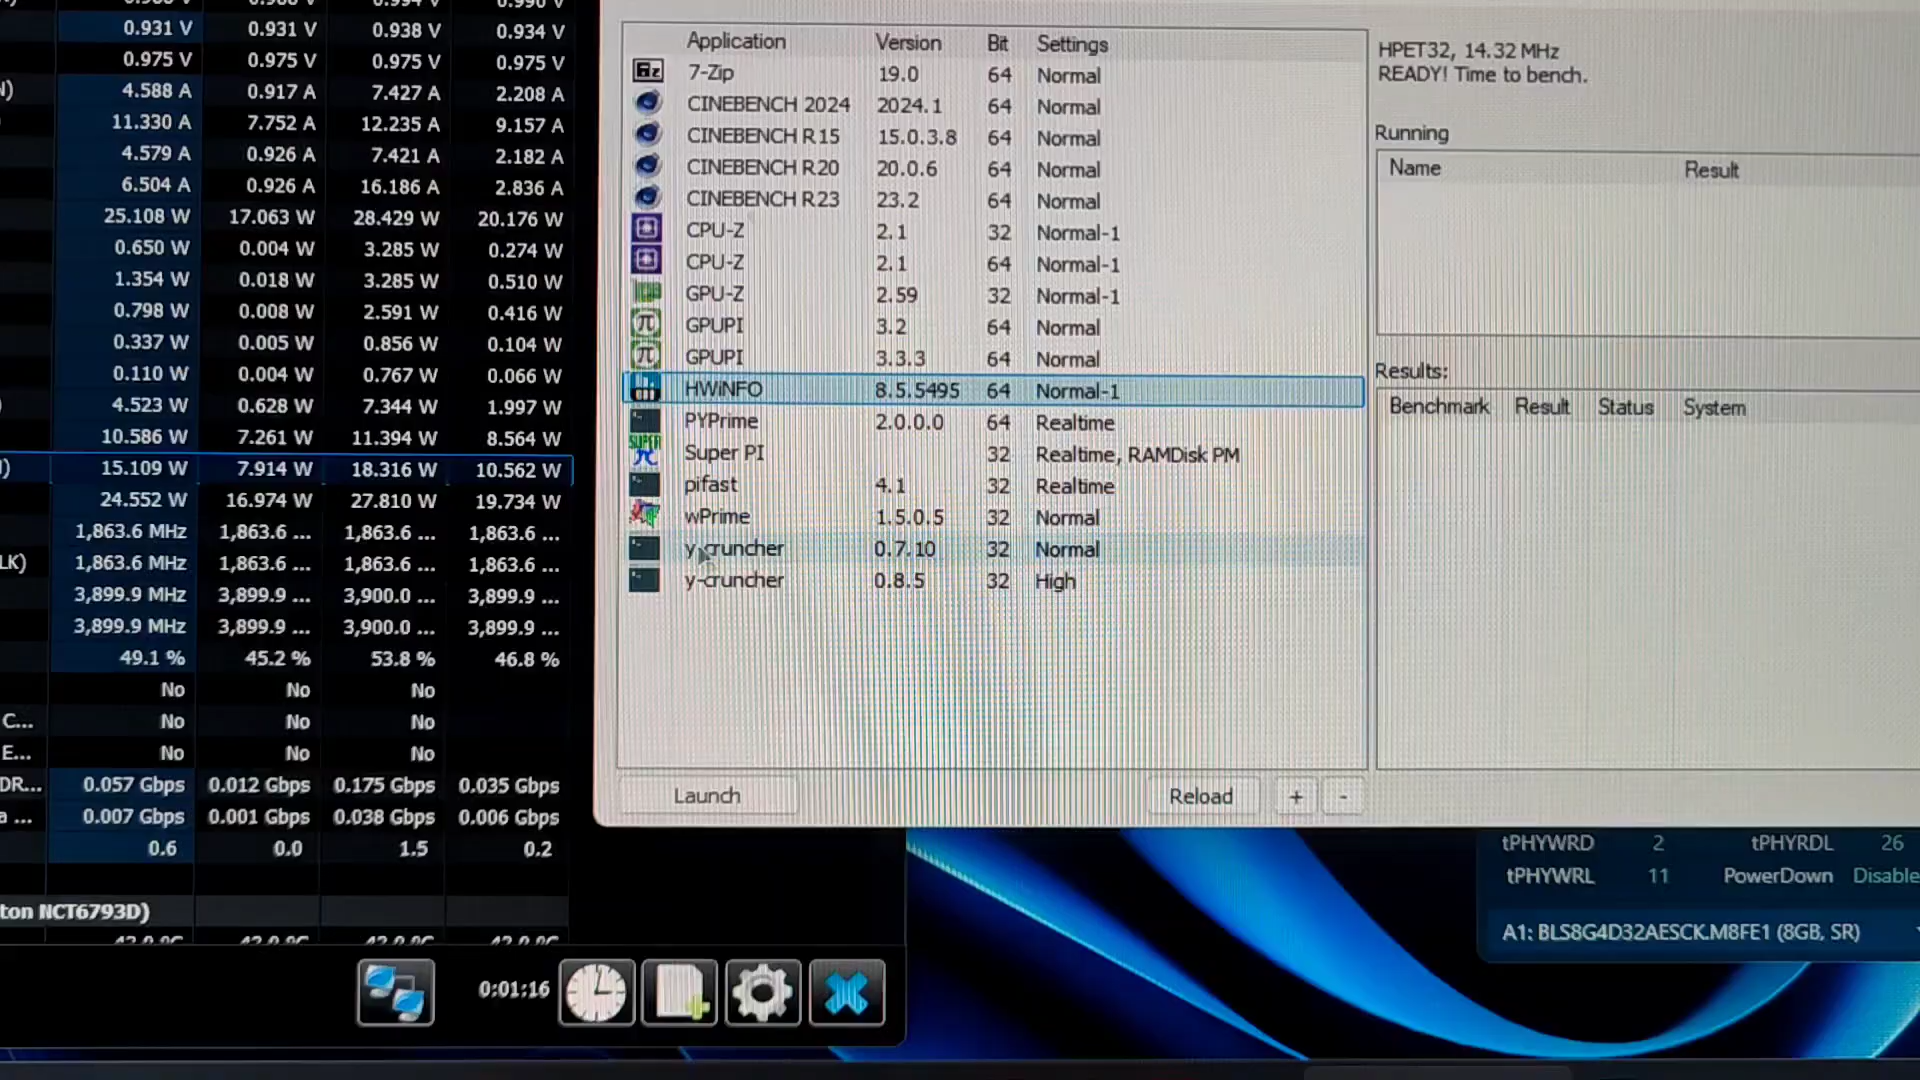 0.931 V 0.931 V 0.938 V 0.934 V
0.975 V 0.975 V 0.975 V 0.975 V
4.588 A 0.917 A 7.427 A 2.208 A
11.330 A 7.752 A 12.235 A 9.157 A
4.579 A 0.926 A 7.421 A 2.182 A
6.504 A 0.926 A 16.186 A 2.836 A
25.108 W 17.063 W 28.429 W 20.176 W
0.650 W 0.004 W 3.285 W 0.274 W
1.354 W 0.018 W 3.285 W 0.510 W
0.798 W 0.008 W 2.591 W 0.416 W
0.337 W 0.005 W 0.856 W 0.104 W
0.110 W 0.004 W 0.767 W 0.066 W
4.523 W 0.628 W 7.344 W 1.997 W
10.586 W 7.261 W 11.394 W 8.564 W
15.109 W 7.914 W 18.316 W 10.562 W
24.552 W 16.974 W 27.810 W 19.734 W
1,863.6 MHz 1,863.6 ... 1,863.6 ... 1,863.6 ...
LK) 1,863.6 MHz 1,863.6 ... 1,863.6 ... 1,863.6 ...
3,899.9 MHz 3,899.9 ... 3,900.0 ... 3,899.9 ...
3,899.9 MHz 3,899.9 ... 3,900.0 ... 3,899.9 ...
49.1 % 45.2 % 53.8 % 46.8 %
No No No
C... No No No
E... No No No
DR... 0.057 Gbps 0.012 Gbps 0.175 Gbps 0.035 Gbps
a ... 0.007 Gbps 0.001 Gbps 0.038 Gbps 0.006 Gbps
0.6 0.0 1.5 0.2
ton NCT6793D)
0:01:16
Application Version Bit Settings
7-Zip 19.0 64 Normal
CINEBENCH 2024 2024.1 64 Normal
CINEBENCH R15 15.0.3.8 64 Normal
CINEBENCH R20 20.0.6 64 Normal
CINEBENCH R23 23.2 64 Normal
CPU-Z 2.1 32 Normal-1
CPU-Z 2.1 64 Normal-1
GPU-Z 2.59 32 Normal-1
GPUPI 3.2 64 Normal
GPUPI 3.3.3 64 Normal
HWiNFO 8.5.5495 64 Normal-1
PYPrime 2.0.0.0 64 Realtime
SUPER Super PI 32 Realtime, RAMDisk PM
pifast 4.1 32 Realtime
wPrime 1.5.0.5 32 Normal
y-cruncher 0.7.10 32 Normal
y-cruncher 0.8.5 32 High
Launch Reload + -
HPET32, 14.32 MHz
READY! Time to bench.
Running
Name Result
Results:
Benchmark Result Status System
tPHYWRD 2 tPHYRDL 26
tPHYWRL 11 PowerDown Disable
A1: BLS8G4D32AESCK.M8FE1 (8GB, SR)